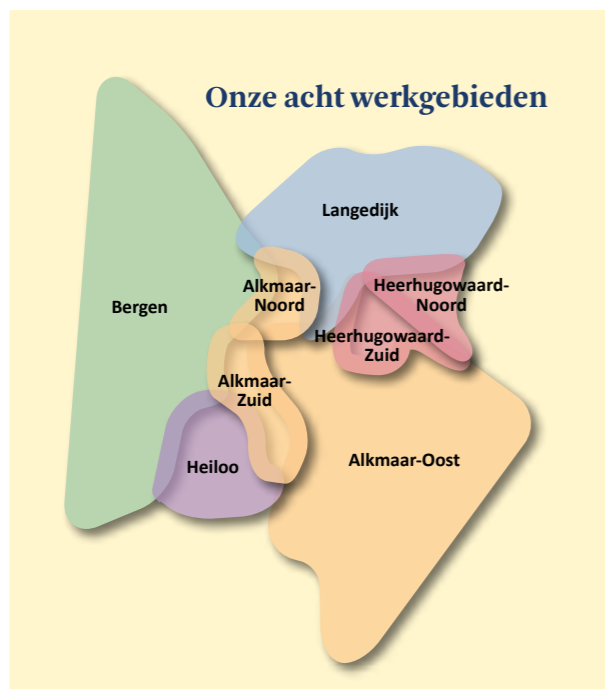 Onze acht werkgebieden
Langedijk
Alkmaar-
Noord
Heerhugowaard-
Noord
Bergen
Heerhugowaard-
Zuid
Alkmaar-
Zuid
Heiloo
Alkmaar-Oost